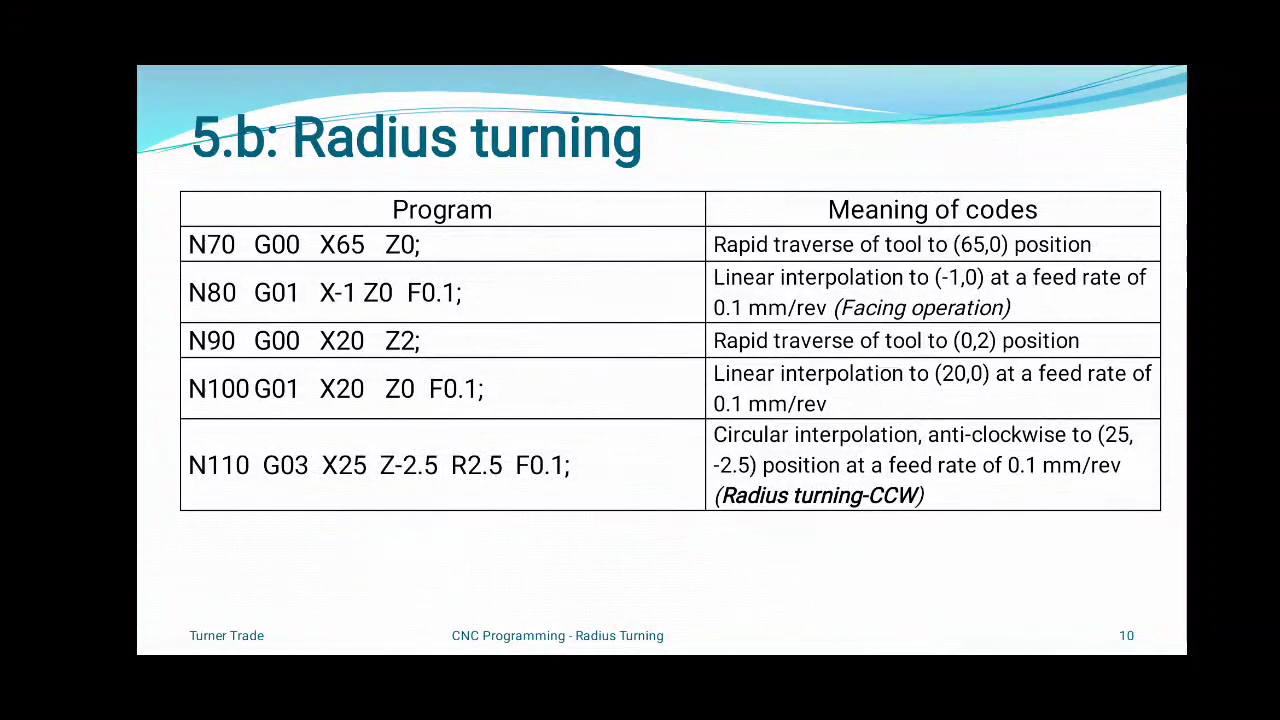 5.b: Radius turning
Program
Meaning of codes
N70 G00 X65 Z0;
Rapid traverse of tool to (65,0) position
N80 G01 X-1 Z0 F0.1;
Linear interpolation to (-1,0) at a feed rate of
0.1 mm/rev (Facing operation)
N90 G00 X20 Z2;
Rapid traverse of tool to (0,2) position
N100 G01 X20 Z0 F0.1;
Linear interpolation to (20,0) at a feed rate of
0.1 mm/rev
N110 G03 X25 Z-2.5 R2.5 F0.1;
Circular interpolation, anti-clockwise to (25,
-2.5) position at a feed rate of 0.1 mm/rev
(Radius turning-CCW)
Turner Trade
CNC Programming - Radius Turning
10